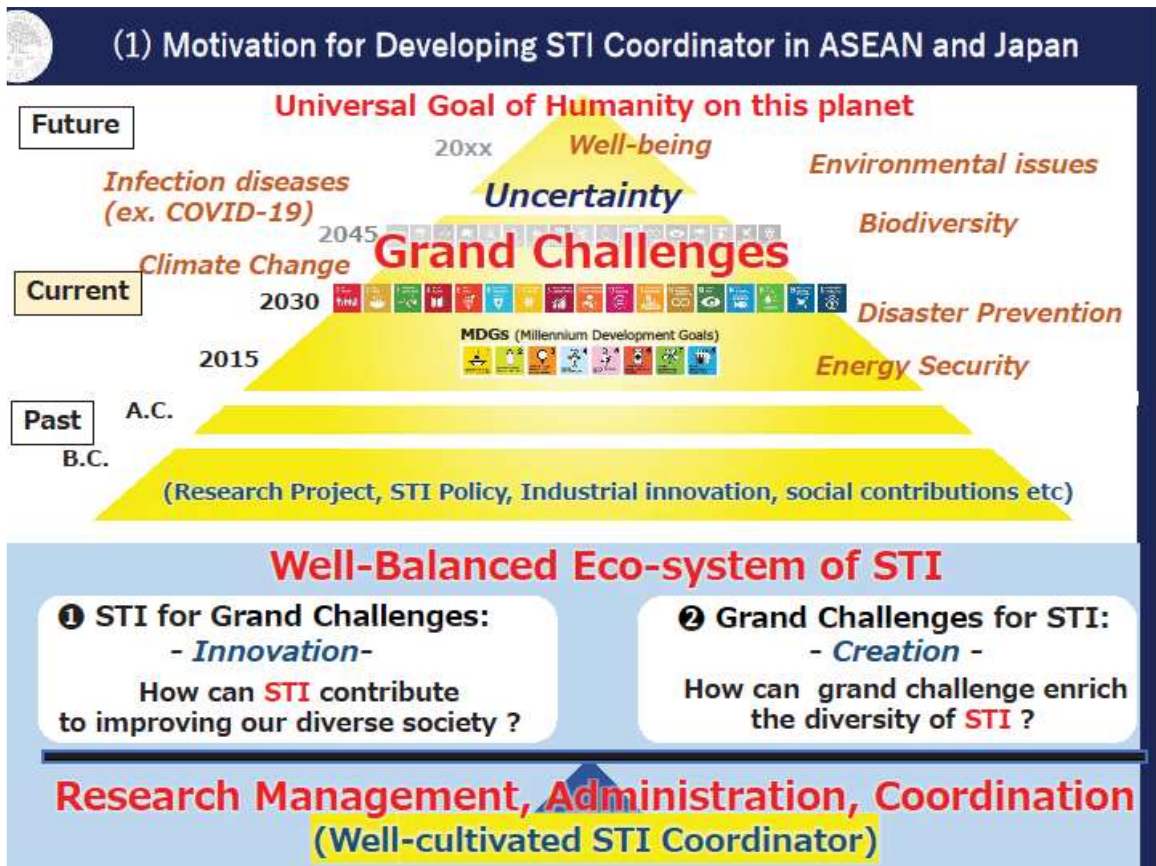 (1) Motivation for Developing STI Coordinator in ASEAN and Japan
Universal Goal of Humanity on this planet
Future
20xx
Well-being
Environmental issues
Infection diseases
(ex. COVID-19)
Uncertainty
Biodiversity
2045
Grand Challenges
Climate Change
Current
2030
Disaster Prevention
MDGs (Millennium Development Goals)
2015
Energy Security
A.C.
Past
B.C.
(Research Project, STI Policy, Industrial innovation, social contributions etc)
Well-Balanced Eco-system of STI
❶ STI for Grand Challenges:
- Innovation-
How can STI contribute
to improving our diverse society ?
❷ Grand Challenges for STI:
- Creation -
How can grand challenge enrich
the diversity of STI ?
Research Management, Administration, Coordination
(Well-cultivated STI Coordinator)